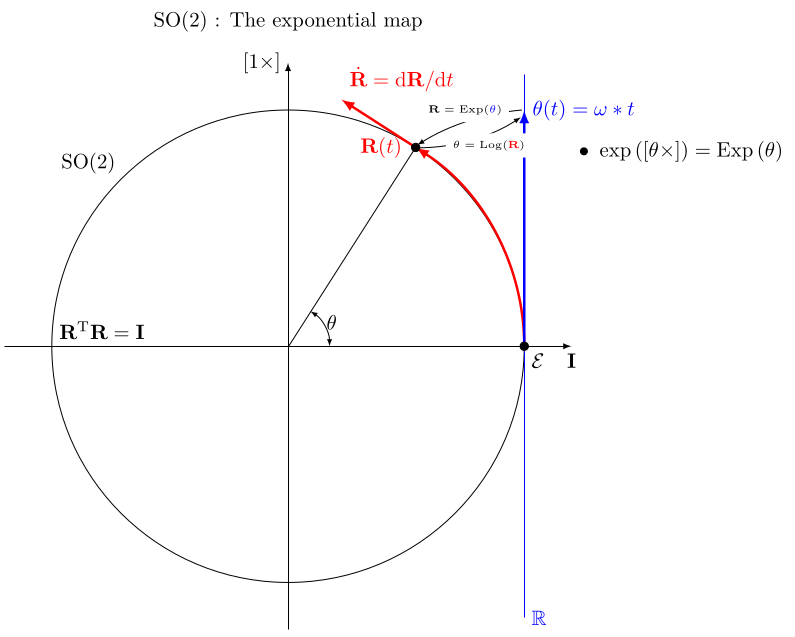 SO(2) : The exponential map
[1×]
Ṙ = dR/dt
R = Exp(θ)
θ(t) = ω ∗ t
R(t)
θ = Log(R)
• exp ([θ×]) = Exp (θ)
SO(2)
θ
RᵀR = I
ℰ
I
ℝ